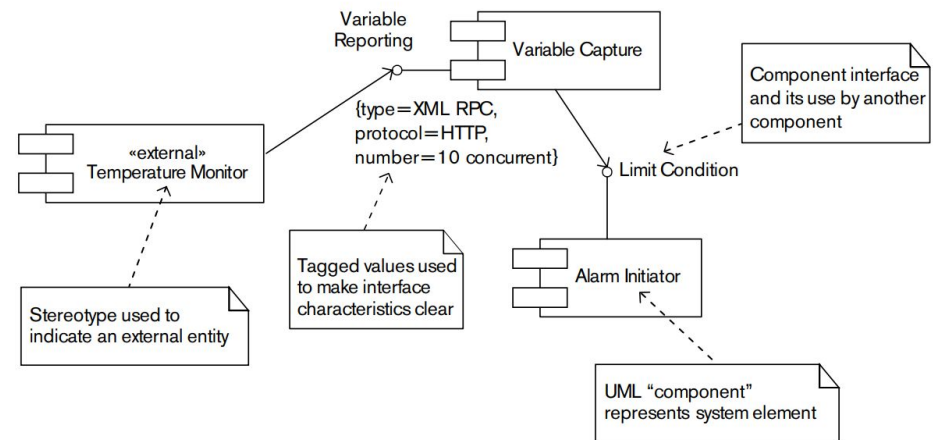 Variable
Reporting
Variable Capture
Component interface
and its use by another
component
{type=XML RPC,
protocol=HTTP,
number=10 concurrent}
«external»
Temperature Monitor
Limit Condition
Tagged values used
to make interface
characteristics clear
Alarm Initiator
Stereotype used to
indicate an external entity
UML “component”
represents system element